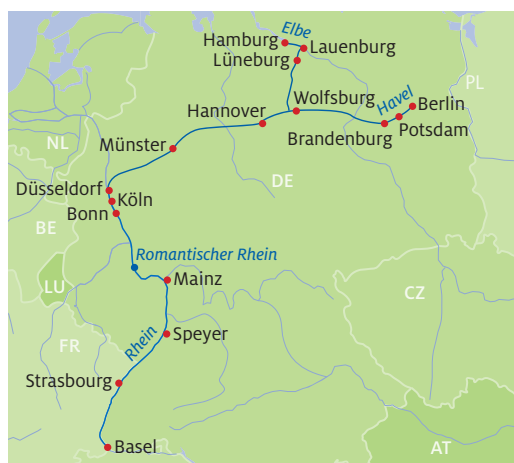 Elbe
Hamburg
Lauenburg
Lüneburg
PL
Wolfsburg
Havel
Berlin
Hannover
Brandenburg
Potsdam
NL
Münster
DE
Düsseldorf
Köln
Bonn
BE
Romantischer Rhein
Mainz
LU
CZ
Rhein
Speyer
FR
Strasbourg
Basel
AT